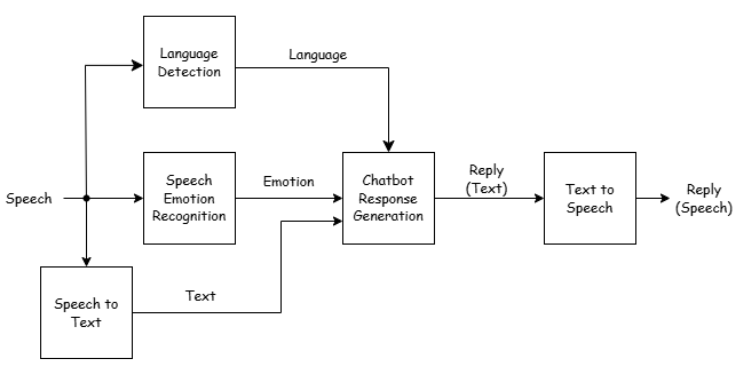 Language
Detection
Language
Speech
Speech
Emotion
Recognition
Emotion
Chatbot
Response
Generation
Reply
(Text)
Text to
Speech
Reply
(Speech)
Speech to
Text
Text